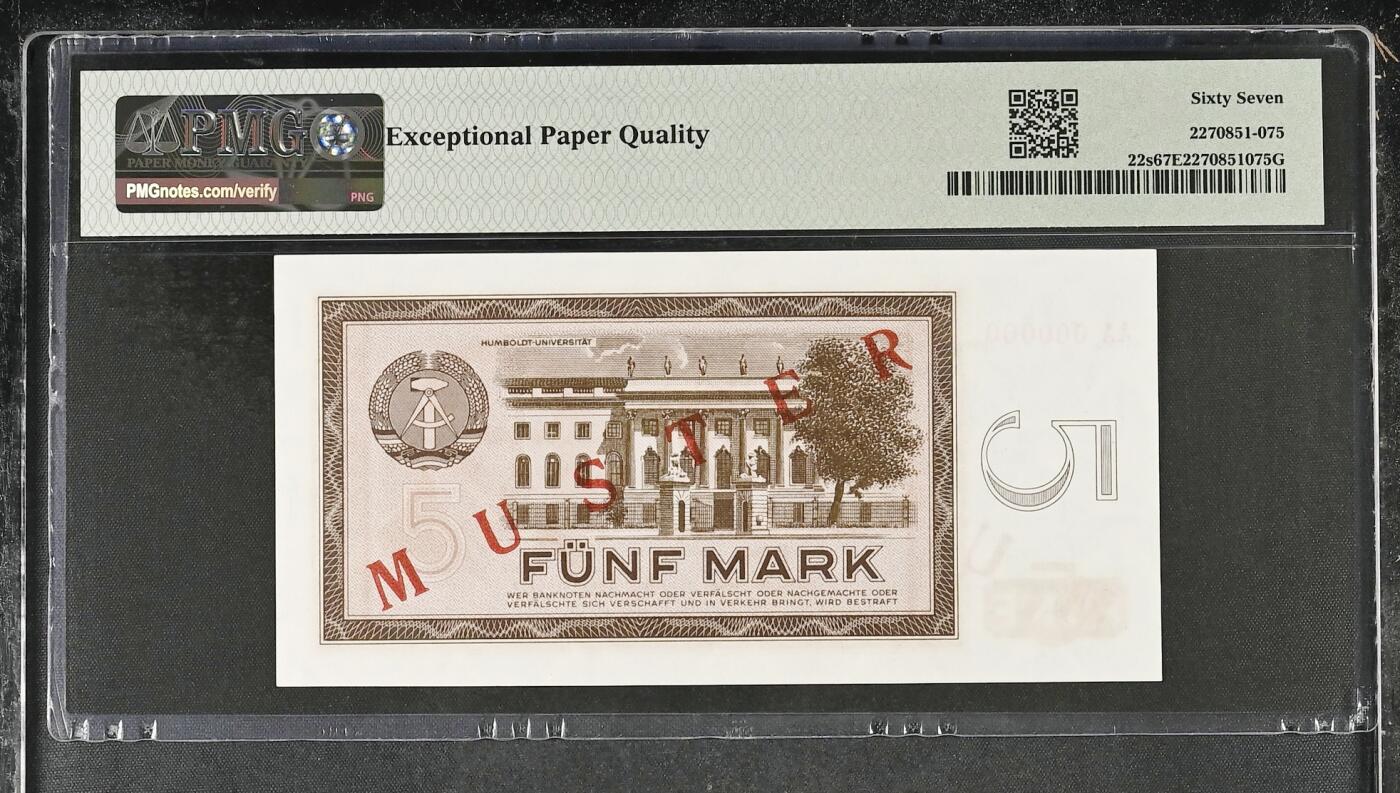 PMG
PAPER MONEY GUARANTY
PMGnotes.com/verify
PNG
Exceptional Paper Quality
Sixty Seven
2270851-075
22s67E2270851075G
HUMBOLDT-UNIVERSITÄT
5
MUSTER
FÜNF MARK
WER BANKNOTEN NACHMACHT ODER VERFÄLSCHT ODER NACHGEMACHTE ODER
VERFÄLSCHTE SICH VERSCHAFFT UND IN VERKEHR BRINGT, WIRD BESTRAFT
5